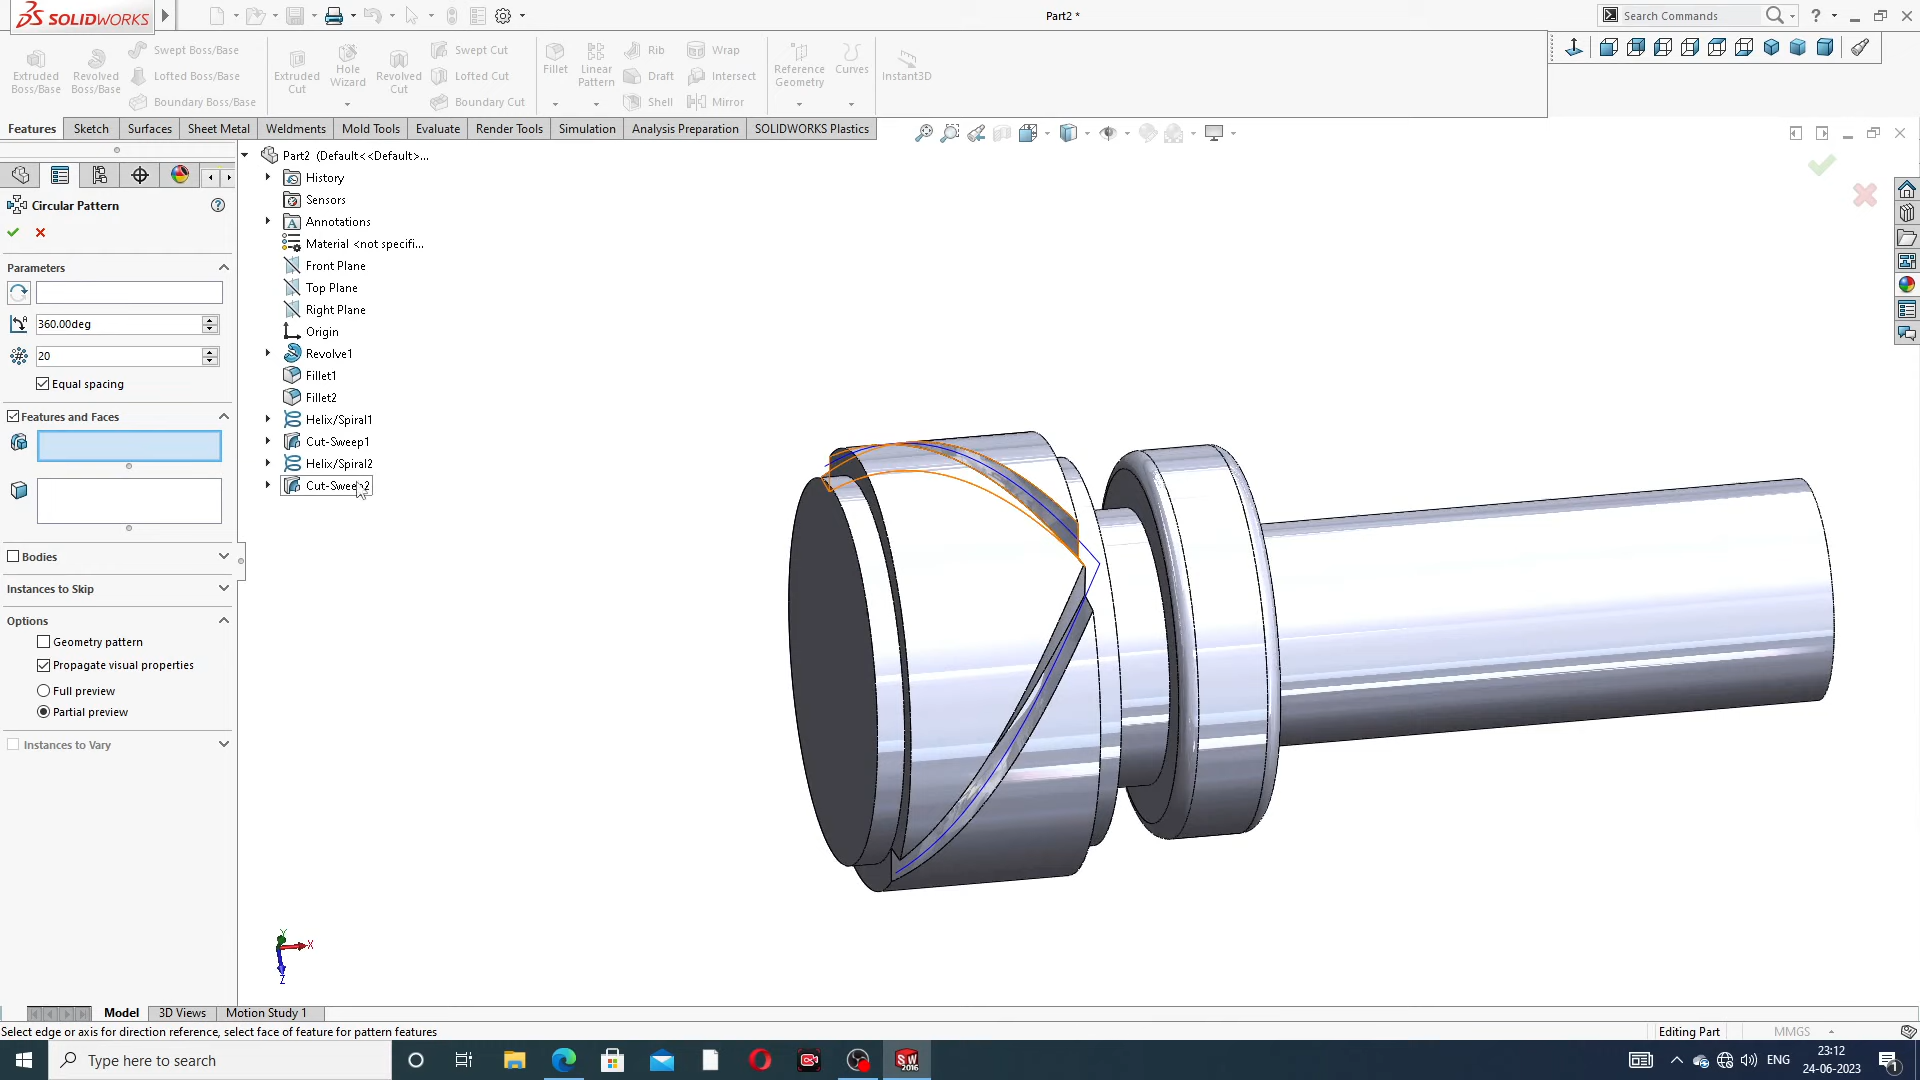 SOLIDWORKS
Part2 *
Search Commands
Extruded Boss/Base
Revolved Boss/Base
Swept Boss/Base
Lofted Boss/Base
Boundary Boss/Base
Extruded Cut
Hole Wizard
Revolved Cut
Swept Cut
Lofted Cut
Boundary Cut
Fillet
Linear Pattern
Rib
Draft
Shell
Wrap
Intersect
Mirror
Reference Geometry
Curves
Instant3D
Features
Sketch
Surfaces
Sheet Metal
Weldments
Mold Tools
Evaluate
Render Tools
Simulation
Analysis Preparation
SOLIDWORKS Plastics
Circular Pattern
Parameters
360.00deg
20
Equal spacing
Features and Faces
Bodies
Instances to Skip
Options
Geometry pattern
Propagate visual properties
Full preview
Partial preview
Instances to Vary
Part2 (Default<<Default>...
History
Sensors
Annotations
Material <not specifi...
Front Plane
Top Plane
Right Plane
Origin
Revolve1
Fillet1
Fillet2
Helix/Spiral1
Cut-Sweep1
Helix/Spiral2
Cut-Sweep2
Y
X
Z
Model
3D Views
Motion Study 1
Select edge or axis for direction reference, select face of feature for pattern features
Editing Part
MMGS
Type here to search
SW
2016
ENG
23:12
24-06-2023
1